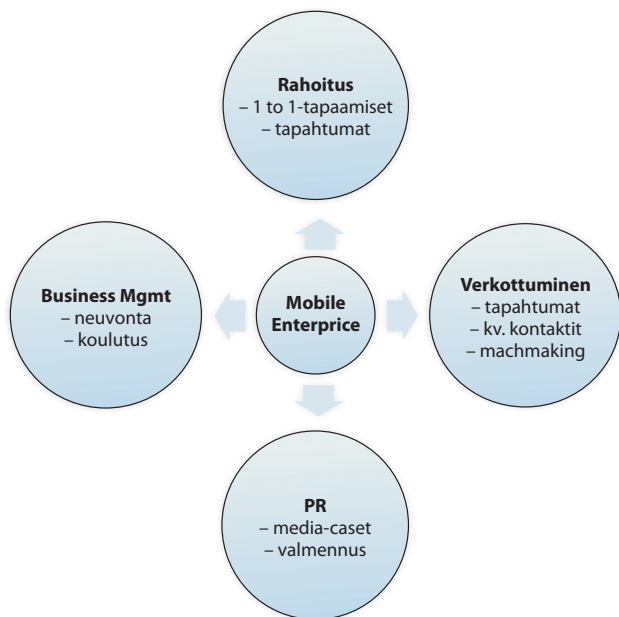 Rahoitus
– 1 to 1-tapaamiset
– tapahtumat
Business Mgmt
– neuvonta
– koulutus
Mobile
Enterprice
Verkottuminen
– tapahtumat
– kv. kontaktit
– machmaking
PR
– media-caset
– valmennus